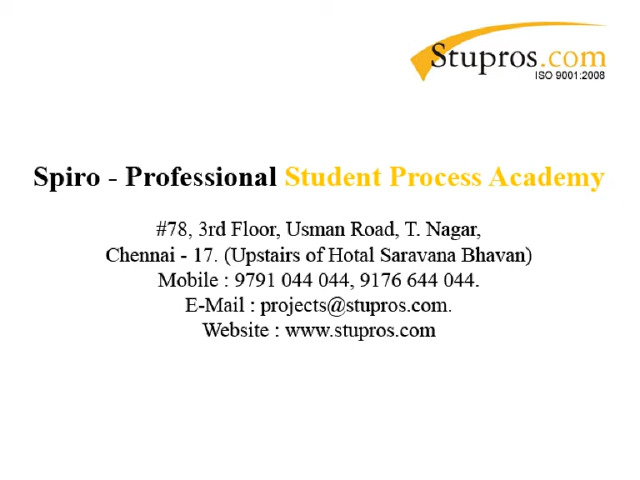 Stupros.com
ISO 9001:2008
Spiro - Professional Student Process Academy
#78, 3rd Floor, Usman Road, T. Nagar,
Chennai - 17. (Upstairs of Hotal Saravana Bhavan)
Mobile : 9791 044 044, 9176 644 044.
E-Mail : projects@stupros.com.
Website : www.stupros.com